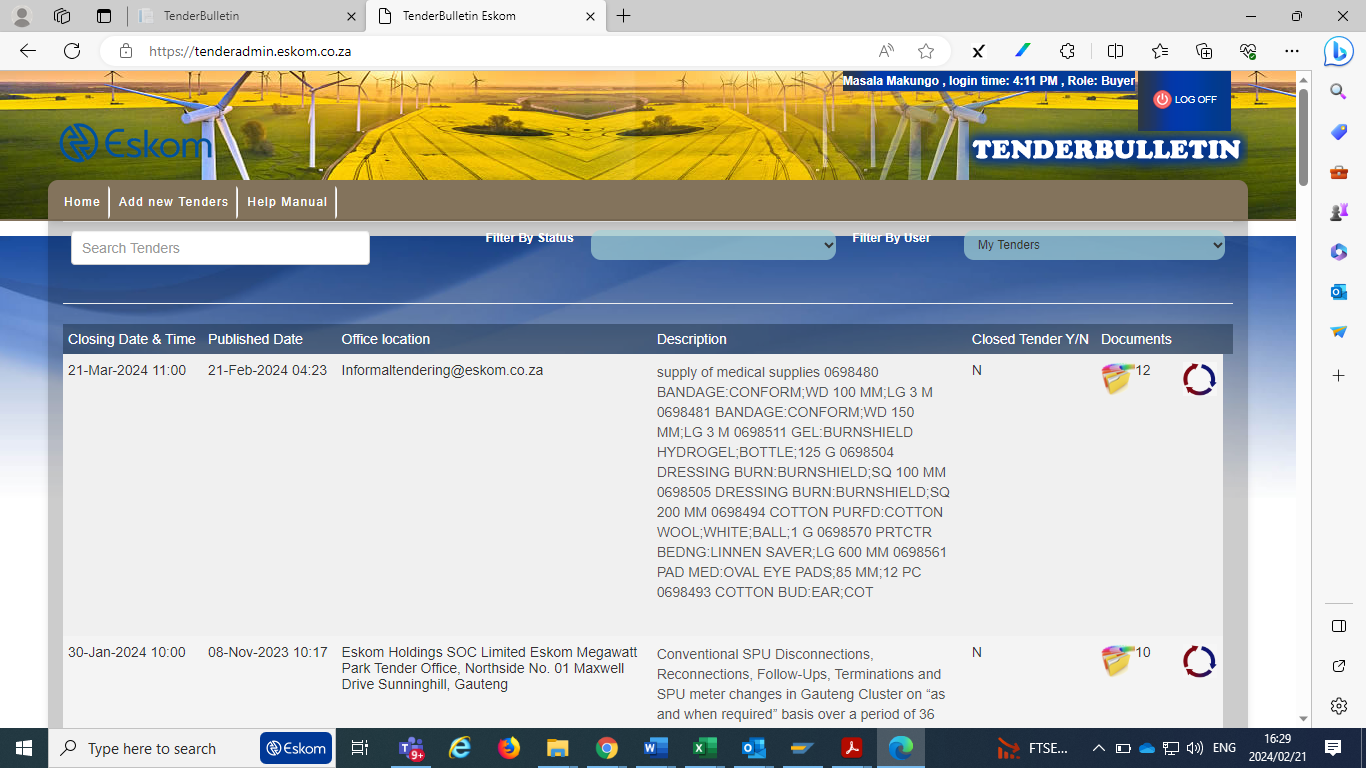 TenderBulletin
TenderBulletin Eskom
https://tenderadmin.eskom.co.za
Masala Makungo , login time: 4:11 PM , Role: Buyer
LOG OFF
Eskom
TENDERBULLETIN
Home
Add new Tenders
Help Manual
Search Tenders
Filter By Status
Filter By User
My Tenders
Closing Date & Time Published Date Office location Description Closed Tender Y/N Documents
21-Mar-2024 11:00
21-Feb-2024 04:23
Informaltendering@eskom.co.za
supply of medical supplies 0698480
BANDAGE:CONFORM;WD 100 MM;LG 3 M
0698481 BANDAGE:CONFORM;WD 150
MM;LG 3 M 0698511 GEL:BURNSHIELD
HYDROGEL;BOTTLE;125 G 0698504
DRESSING BURN:BURNSHIELD;SQ 100 MM
0698505 DRESSING BURN:BURNSHIELD;SQ
200 MM 0698494 COTTON PURFD:COTTON
WOOL;WHITE;BALL;1 G 0698570 PRTCTR
BEDNG:LINNEN SAVER;LG 600 MM 0698561
PAD MED:OVAL EYE PADS;85 MM;12 PC
0698493 COTTON BUD:EAR;COT
N
12
30-Jan-2024 10:00
08-Nov-2023 10:17
Eskom Holdings SOC Limited Eskom Megawatt
Park Tender Office, Northside No. 01 Maxwell
Drive Sunninghill, Gauteng
Conventional SPU Disconnections,
Reconnections, Follow-Ups, Terminations and
SPU meter changes in Gauteng Cluster on “as
and when required” basis over a period of 36
N
10
Type here to search
Eskom
9+
FTSE...
ENG
16:29
2024/02/21